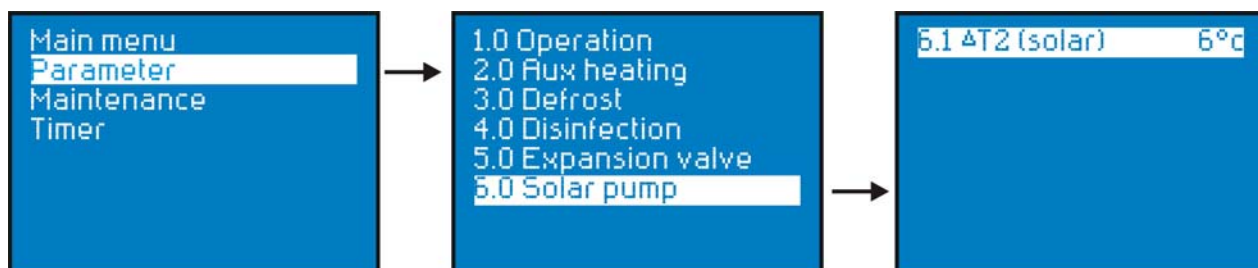 Main menu
Parameter
Maintenance
Timer
1.0 Operation
2.0 Aux heating
3.0 Defrost
4.0 Disinfection
5.0 Expansion valve
6.0 Solar pump
6.1 ΔT2 (solar) 6°c